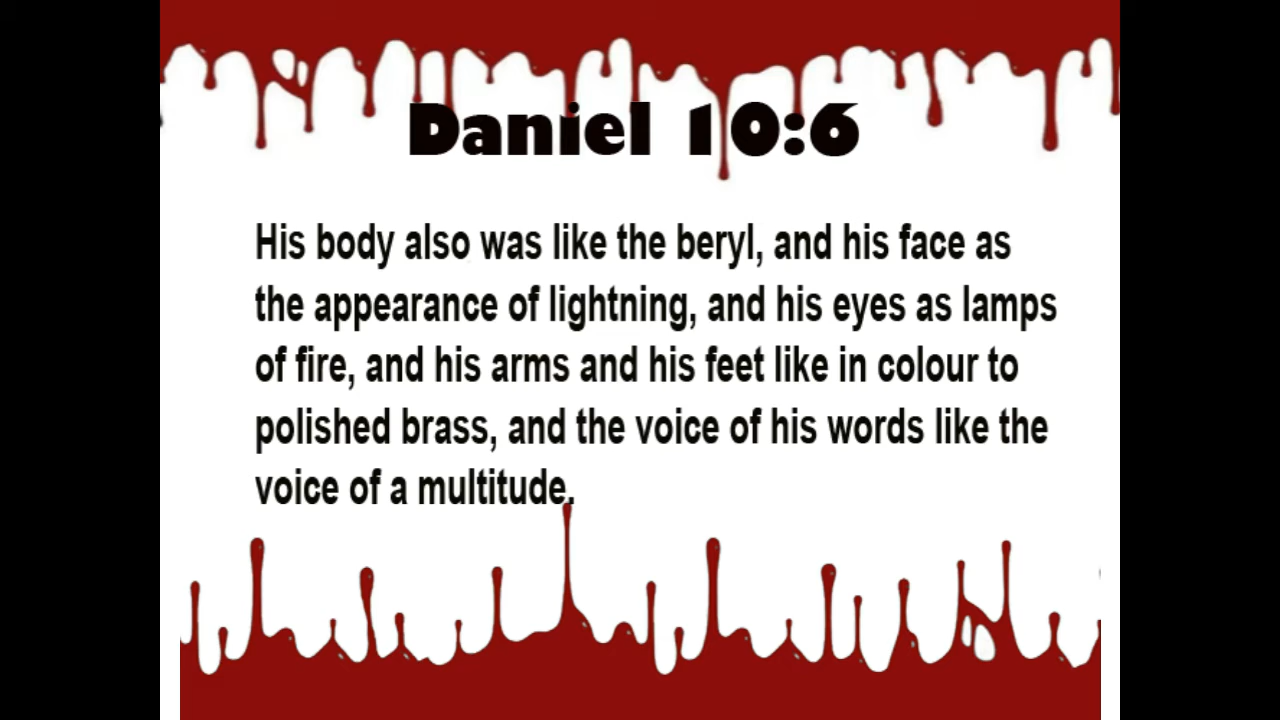 Daniel 10:6
His body also was like the beryl, and his face as
the appearance of lightning, and his eyes as lamps
of fire, and his arms and his feet like in colour to
polished brass, and the voice of his words like the
voice of a multitude.